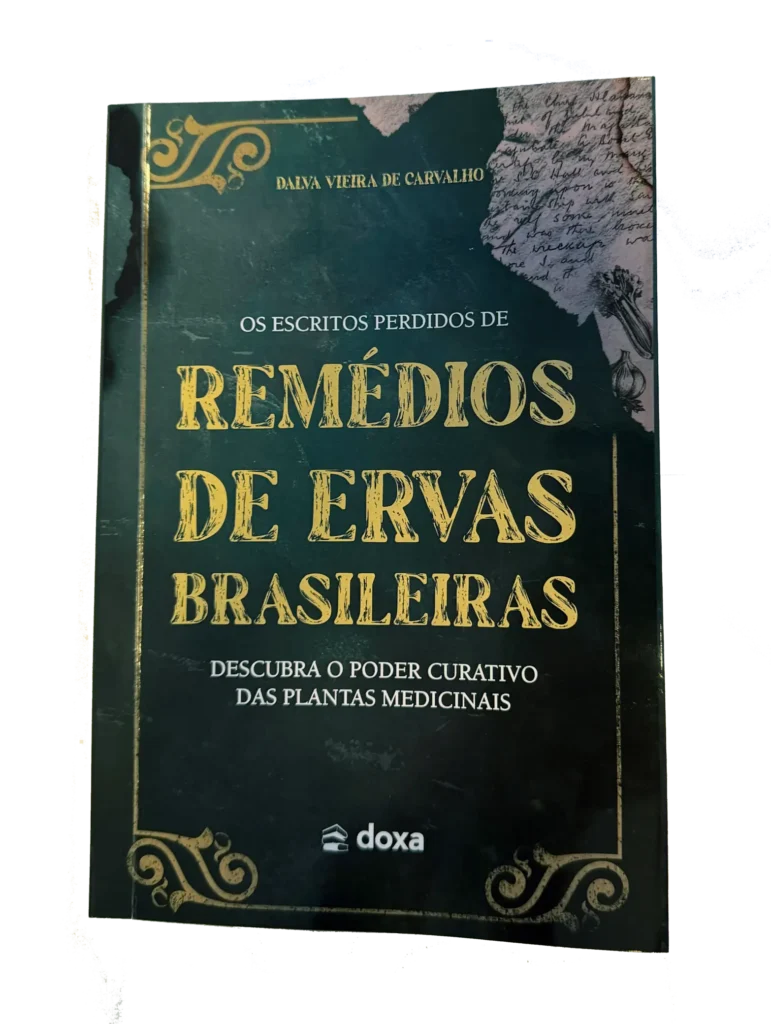 DALVA VIEIRA DE CARVALHO
OS ESCRITOS PERDIDOS DE
REMÉDIOS
DE ERVAS
BRASILEIRAS
DESCUBRA O PODER CURATIVO
DAS PLANTAS MEDICINAIS
doxa